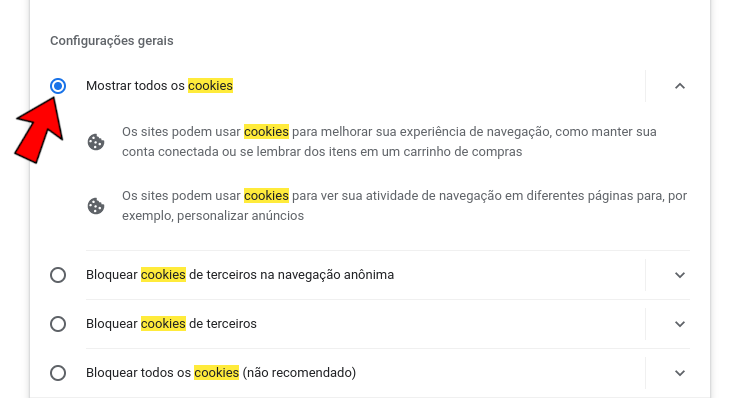 Configurações gerais
Mostrar todos os cookies
Os sites podem usar cookies para melhorar sua experiência de navegação, como manter sua
conta conectada ou se lembrar dos itens em um carrinho de compras
Os sites podem usar cookies para ver sua atividade de navegação em diferentes páginas para, por
exemplo, personalizar anúncios
Bloquear cookies de terceiros na navegação anônima
Bloquear cookies de terceiros
Bloquear todos os cookies (não recomendado)